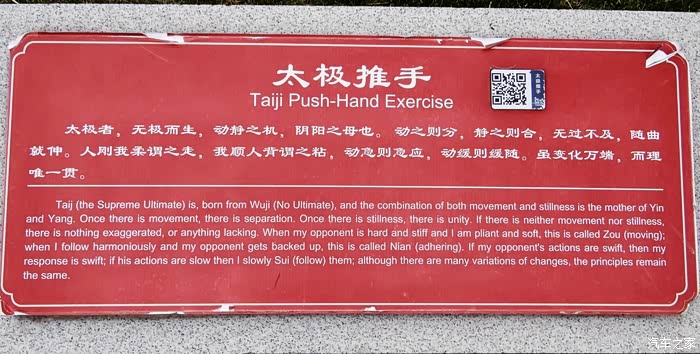 太极推手
Taiji Push-Hand Exercise
太极推手
太极者，无极而生，动静之机，阴阳之母也。动之则分，静之则合，无过不及，随曲
就伸。人刚我柔谓之走，我顺人背谓之粘，动急则急应，动缓则缓随。虽变化万端，而理
唯一贯。
Taij (the Supreme Ultimate) is, born from Wuji (No Ultimate), and the combination of both movement and stillness is the mother of Yin
and Yang. Once there is movement, there is separation. Once there is stillness, there is unity. If there is neither movement nor stillness,
there is nothing exaggerated, or anything lacking. When my opponent is hard and stiff and I am pliant and soft, this is called Zou (moving);
when I follow harmoniously and my opponent gets backed up, this is called Nian (adhering). If my opponent's actions are swift, then my
response is swift; if his actions are slow then I slowly Sui (follow) them; although there are many variations of changes, the principles remain
the same.
汽车之家